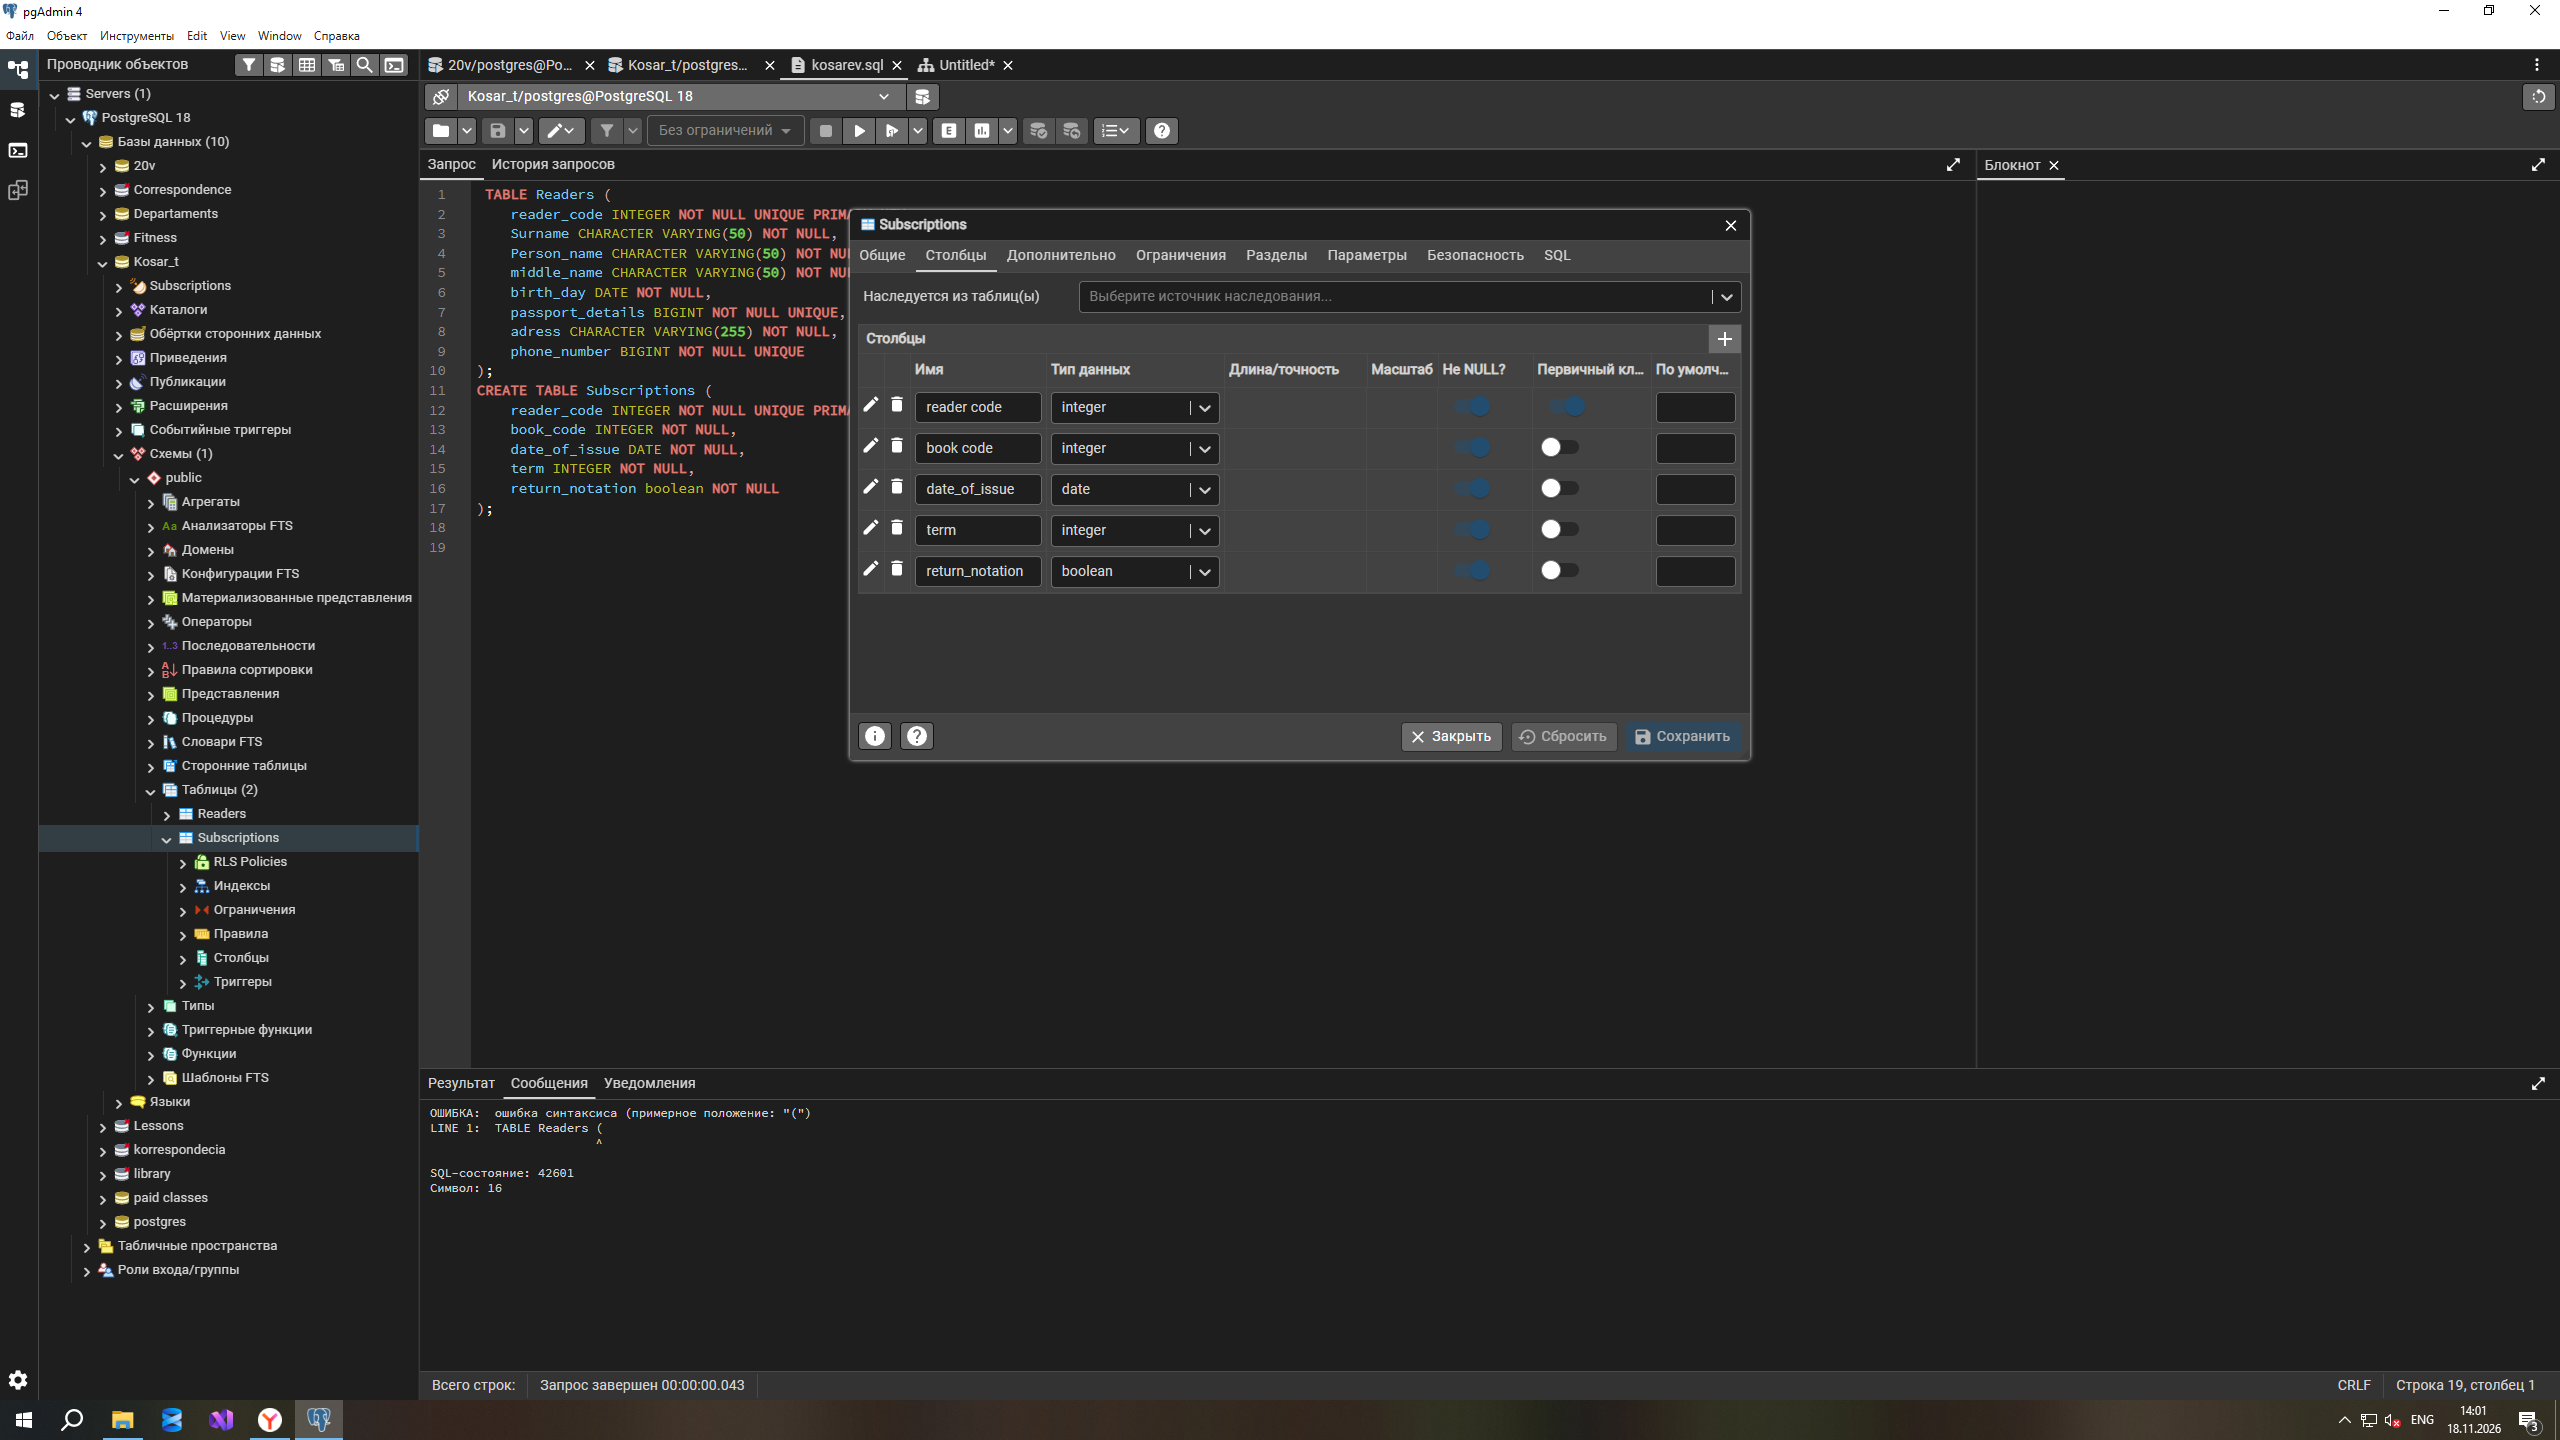 pgAdmin 4
Файл Объект Инструменты Edit View Window Справка
Проводник объектов
20v/postgres@Po... Kosar_t/postgres... kosarev.sql Untitled*
Kosar_t/postgres@PostgreSQL 18
Без ограничений
Запрос История запросов
Блокнот
Servers (1)
PostgreSQL 18
Базы данных (10)
20v
Correspondence
Departaments
Fitness
Kosar_t
Subscriptions
Каталоги
Обёртки сторонних данных
Приведения
Публикации
Расширения
Событийные триггеры
Схемы (1)
public
Агрегаты
Анализаторы FTS
Домены
Конфигурации FTS
Материализованные представления
Операторы
Последовательности
Правила сортировки
Представления
Процедуры
Словари FTS
Сторонние таблицы
Таблицы (2)
Readers
Subscriptions
RLS Policies
Индексы
Ограничения
Правила
Столбцы
Триггеры
Типы
Триггерные функции
Функции
Шаблоны FTS
Языки
Lessons
korrespondecia
library
paid classes
postgres
Табличные пространства
Роли входа/группы
1 TABLE Readers (
2 reader_code INTEGER NOT NULL UNIQUE PRIM
3 Surname CHARACTER VARYING(50) NOT NULL,
4 Person_name CHARACTER VARYING(50) NOT NU
5 middle_name CHARACTER VARYING(50) NOT NU
6 birth_day DATE NOT NULL,
7 passport_details BIGINT NOT NULL UNIQUE,
8 adress CHARACTER VARYING(255) NOT NULL,
9 phone_number BIGINT NOT NULL UNIQUE
10 );
11 CREATE TABLE Subscriptions (
12 reader_code INTEGER NOT NULL UNIQUE PRIM
13 book_code INTEGER NOT NULL,
14 date_of_issue DATE NOT NULL,
15 term INTEGER NOT NULL,
16 return_notation boolean NOT NULL
17 );
18
19
Subscriptions
Общие Столбцы Дополнительно Ограничения Разделы Параметры Безопасность SQL
Наследуется из таблиц(ы) Выберите источник наследования...
Столбцы
Имя Тип данных Длина/точность Масштаб Не NULL? Первичный кл... По умолч...
reader code integer
book code integer
date_of_issue date
term integer
return_notation boolean
Закрыть Сбросить Сохранить
Результат Сообщения Уведомления
ОШИБКА: ошибка синтаксиса (примерное положение: "(")
LINE 1: TABLE Readers (
^
SQL-состояние: 42601
Символ: 16
Всего строк: Запрос завершен 00:00:00.043
CRLF Строка 19, столбец 1
ENG
14:01
18.11.2026
3